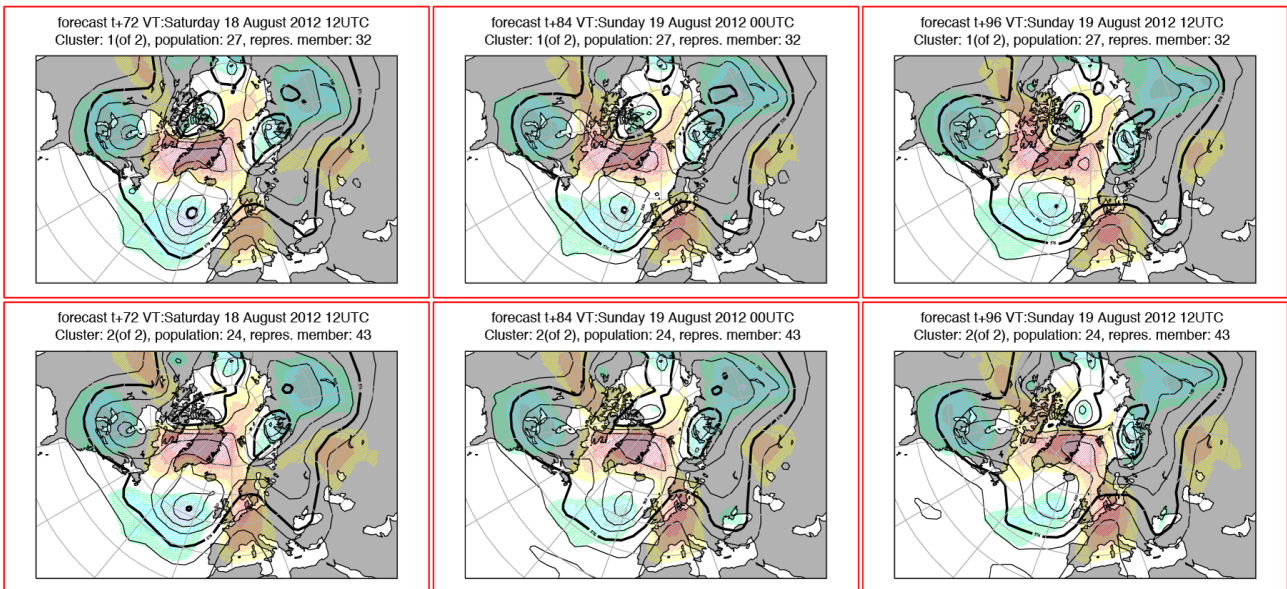 forecast t+72 VT:Saturday 18 August 2012 12UTC
Cluster: 1(of 2), population: 27, repres. member: 32
forecast t+84 VT:Sunday 19 August 2012 00UTC
Cluster: 1(of 2), population: 27, repres. member: 32
forecast t+96 VT:Sunday 19 August 2012 12UTC
Cluster: 1(of 2), population: 27, repres. member: 32
forecast t+72 VT:Saturday 18 August 2012 12UTC
Cluster: 2(of 2), population: 24, repres. member: 43
forecast t+84 VT:Sunday 19 August 2012 00UTC
Cluster: 2(of 2), population: 24, repres. member: 43
forecast t+96 VT:Sunday 19 August 2012 12UTC
Cluster: 2(of 2), population: 24, repres. member: 43